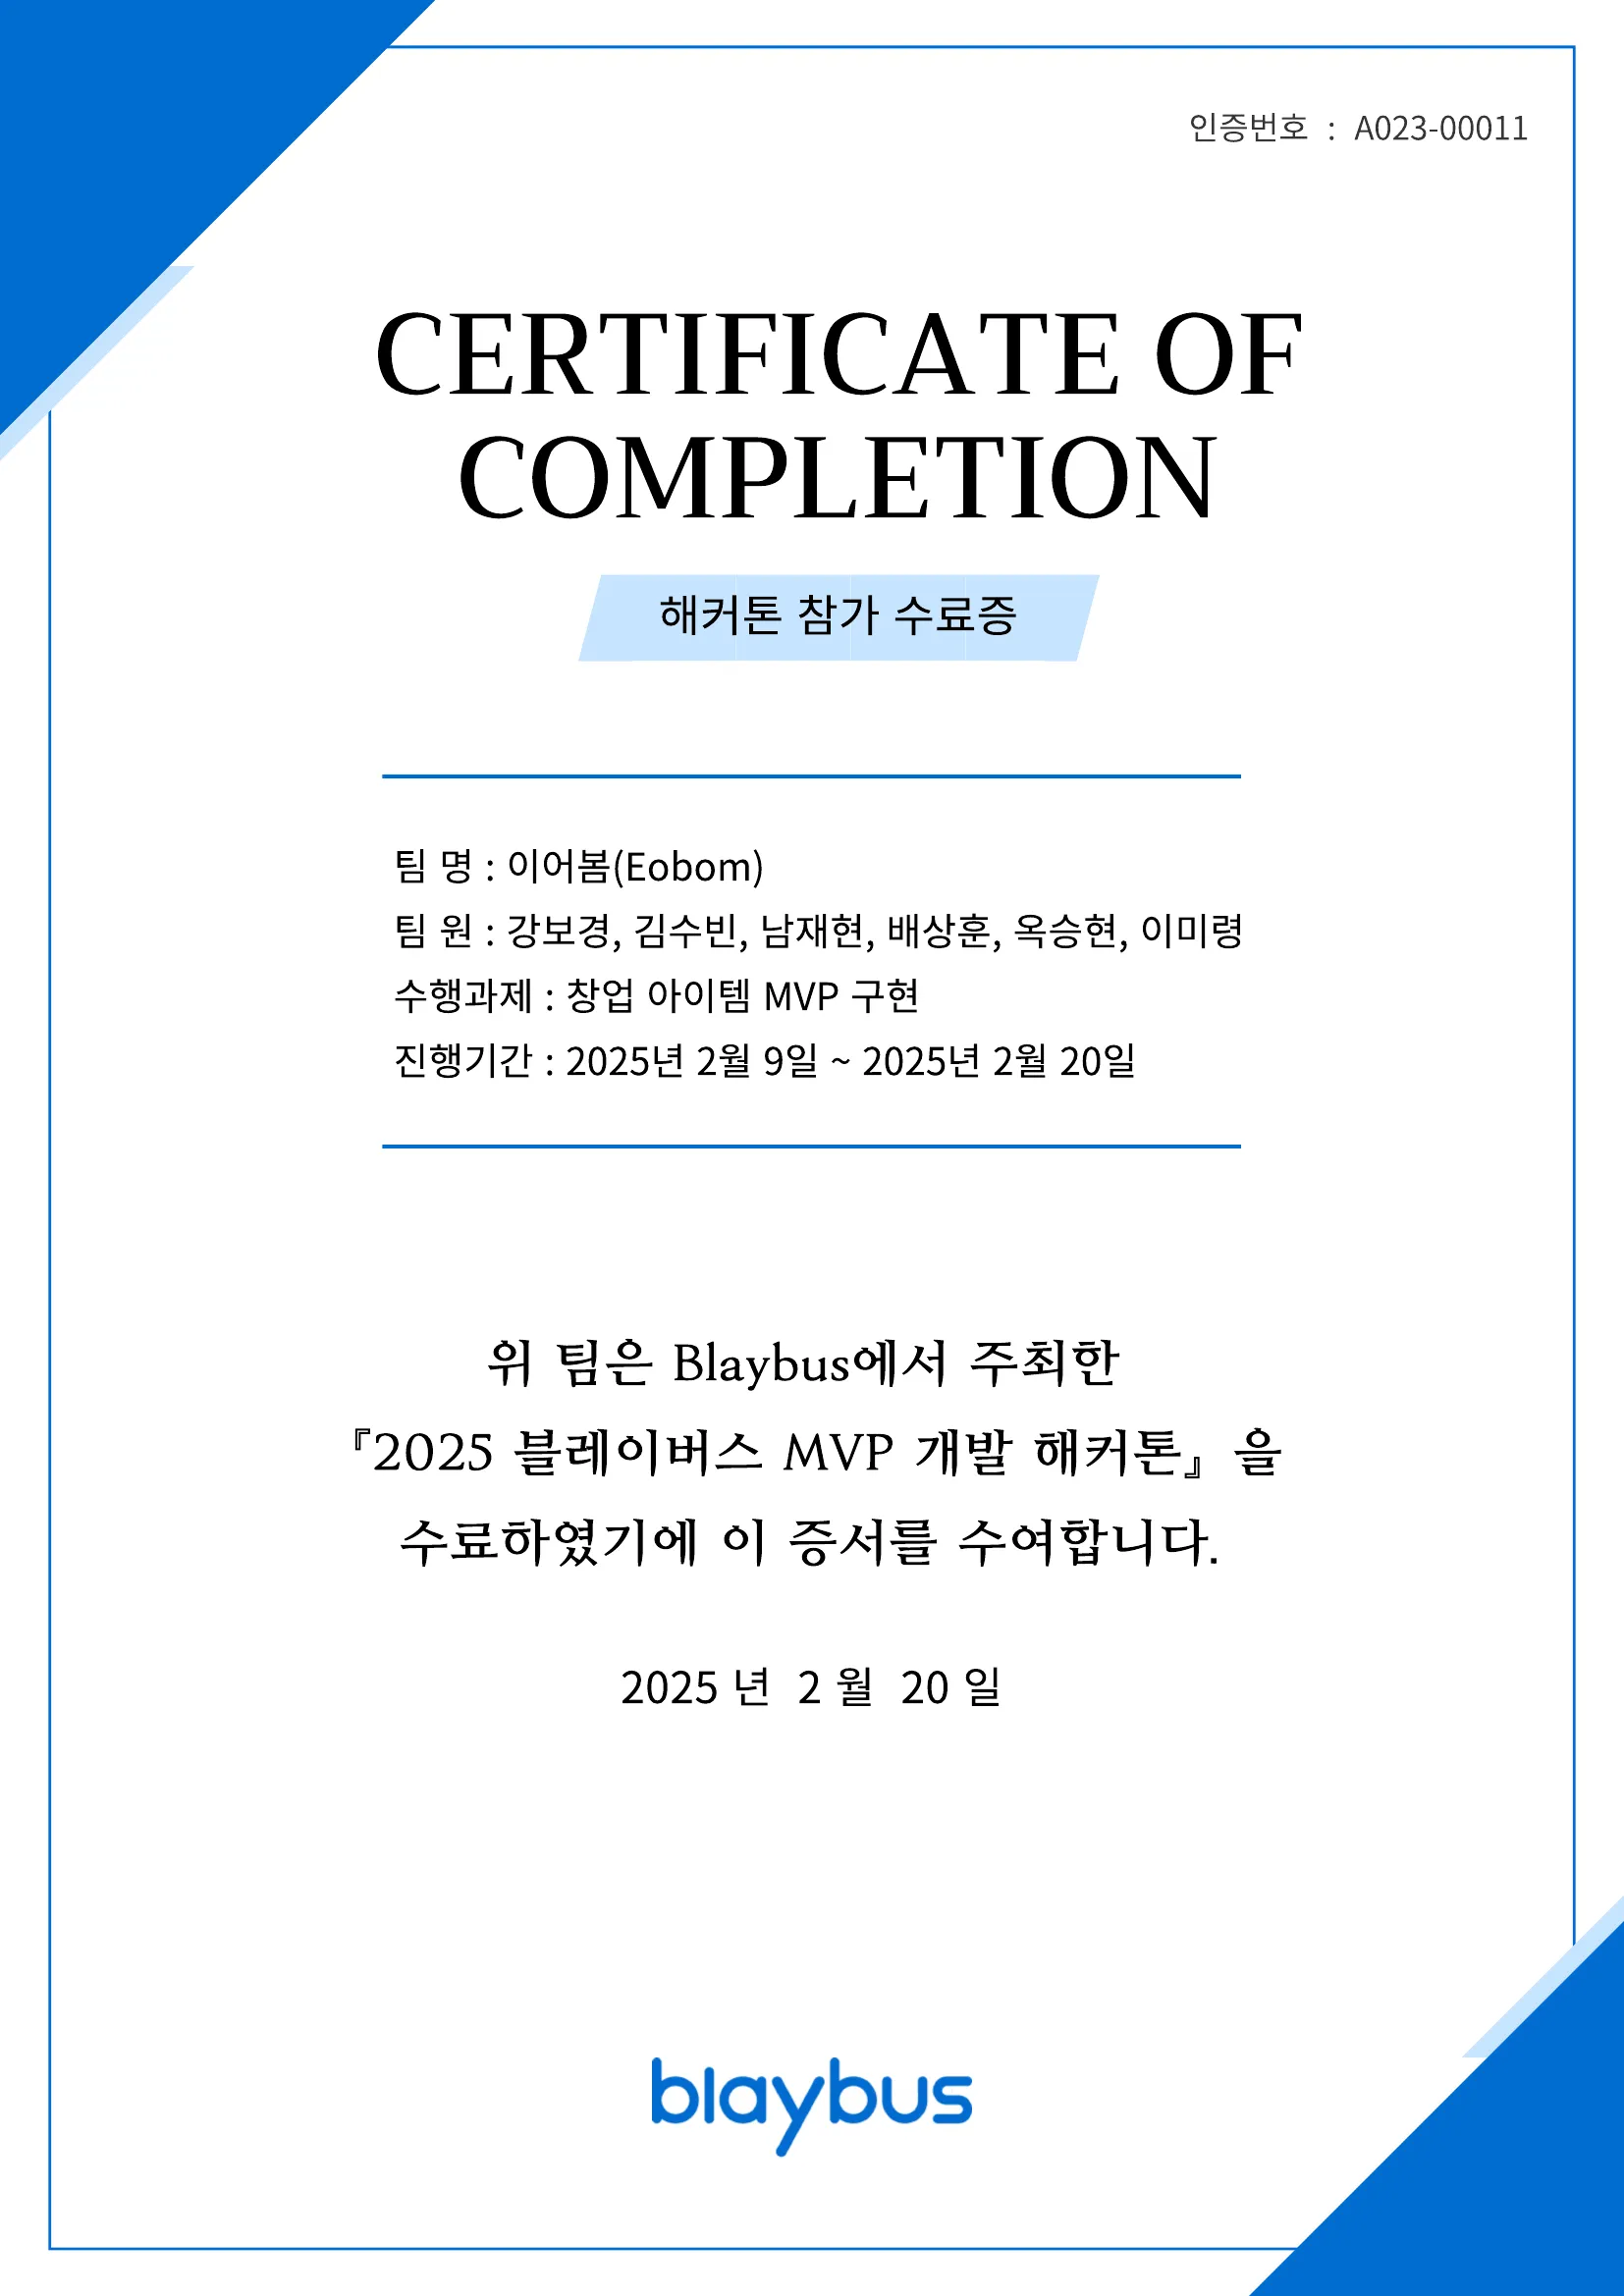 인증번호 : A023-00011
CERTIFICATE OF
COMPLETION
해커톤 참가 수료증
팀 명 : 이어봄(Eobom)
팀 원 : 강보경, 김수빈, 남재현, 배상훈, 옥승현, 이미령
수행과제 : 창업 아이템 MVP 구현
진행기간 : 2025년 2월 9일 ~ 2025년 2월 20일
위 팀은 Blaybus에서 주최한
『2025 블레이버스 MVP 개발 해커톤』 을
수료하였기에 이 증서를 수여합니다.
2025 년 2 월 20 일
blaybus